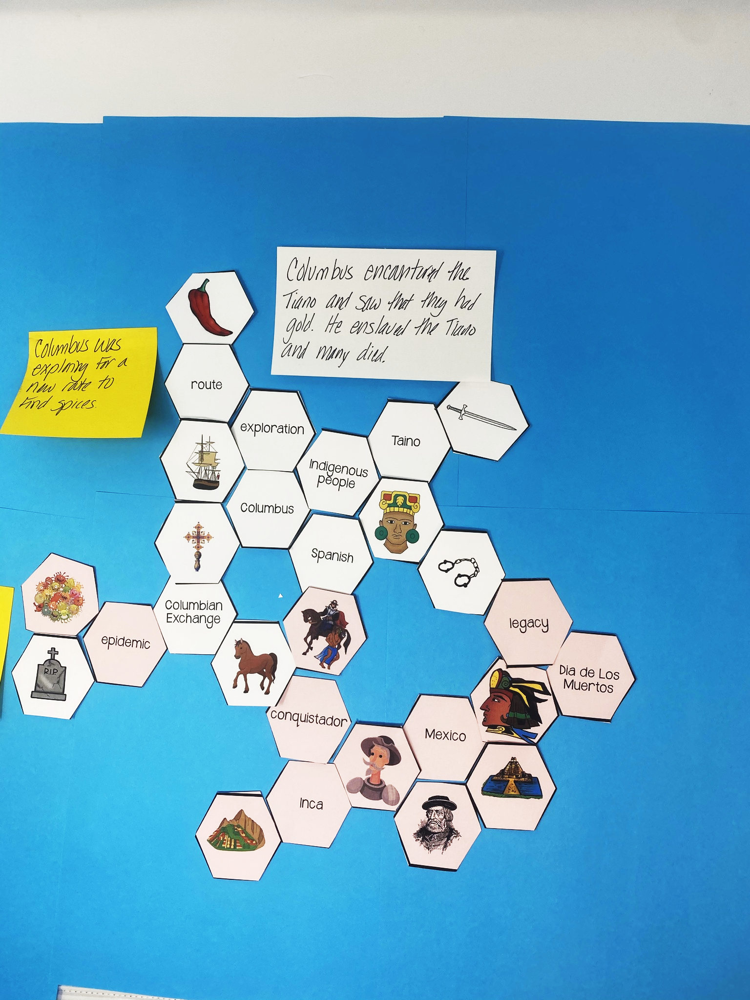 Columbus encountured the
Tiano and saw that they had
gold. He enslaved the Tiano
and many died.
Columbus was
exploring for a
new route to
find spices.
route
exploration
Taino
Indigenous
people
Columbus
Spanish
Columbian
Exchange
legacy
epidemic
R.I.P.
Dia de Los
Muertos
conquistador
Mexico
Inca